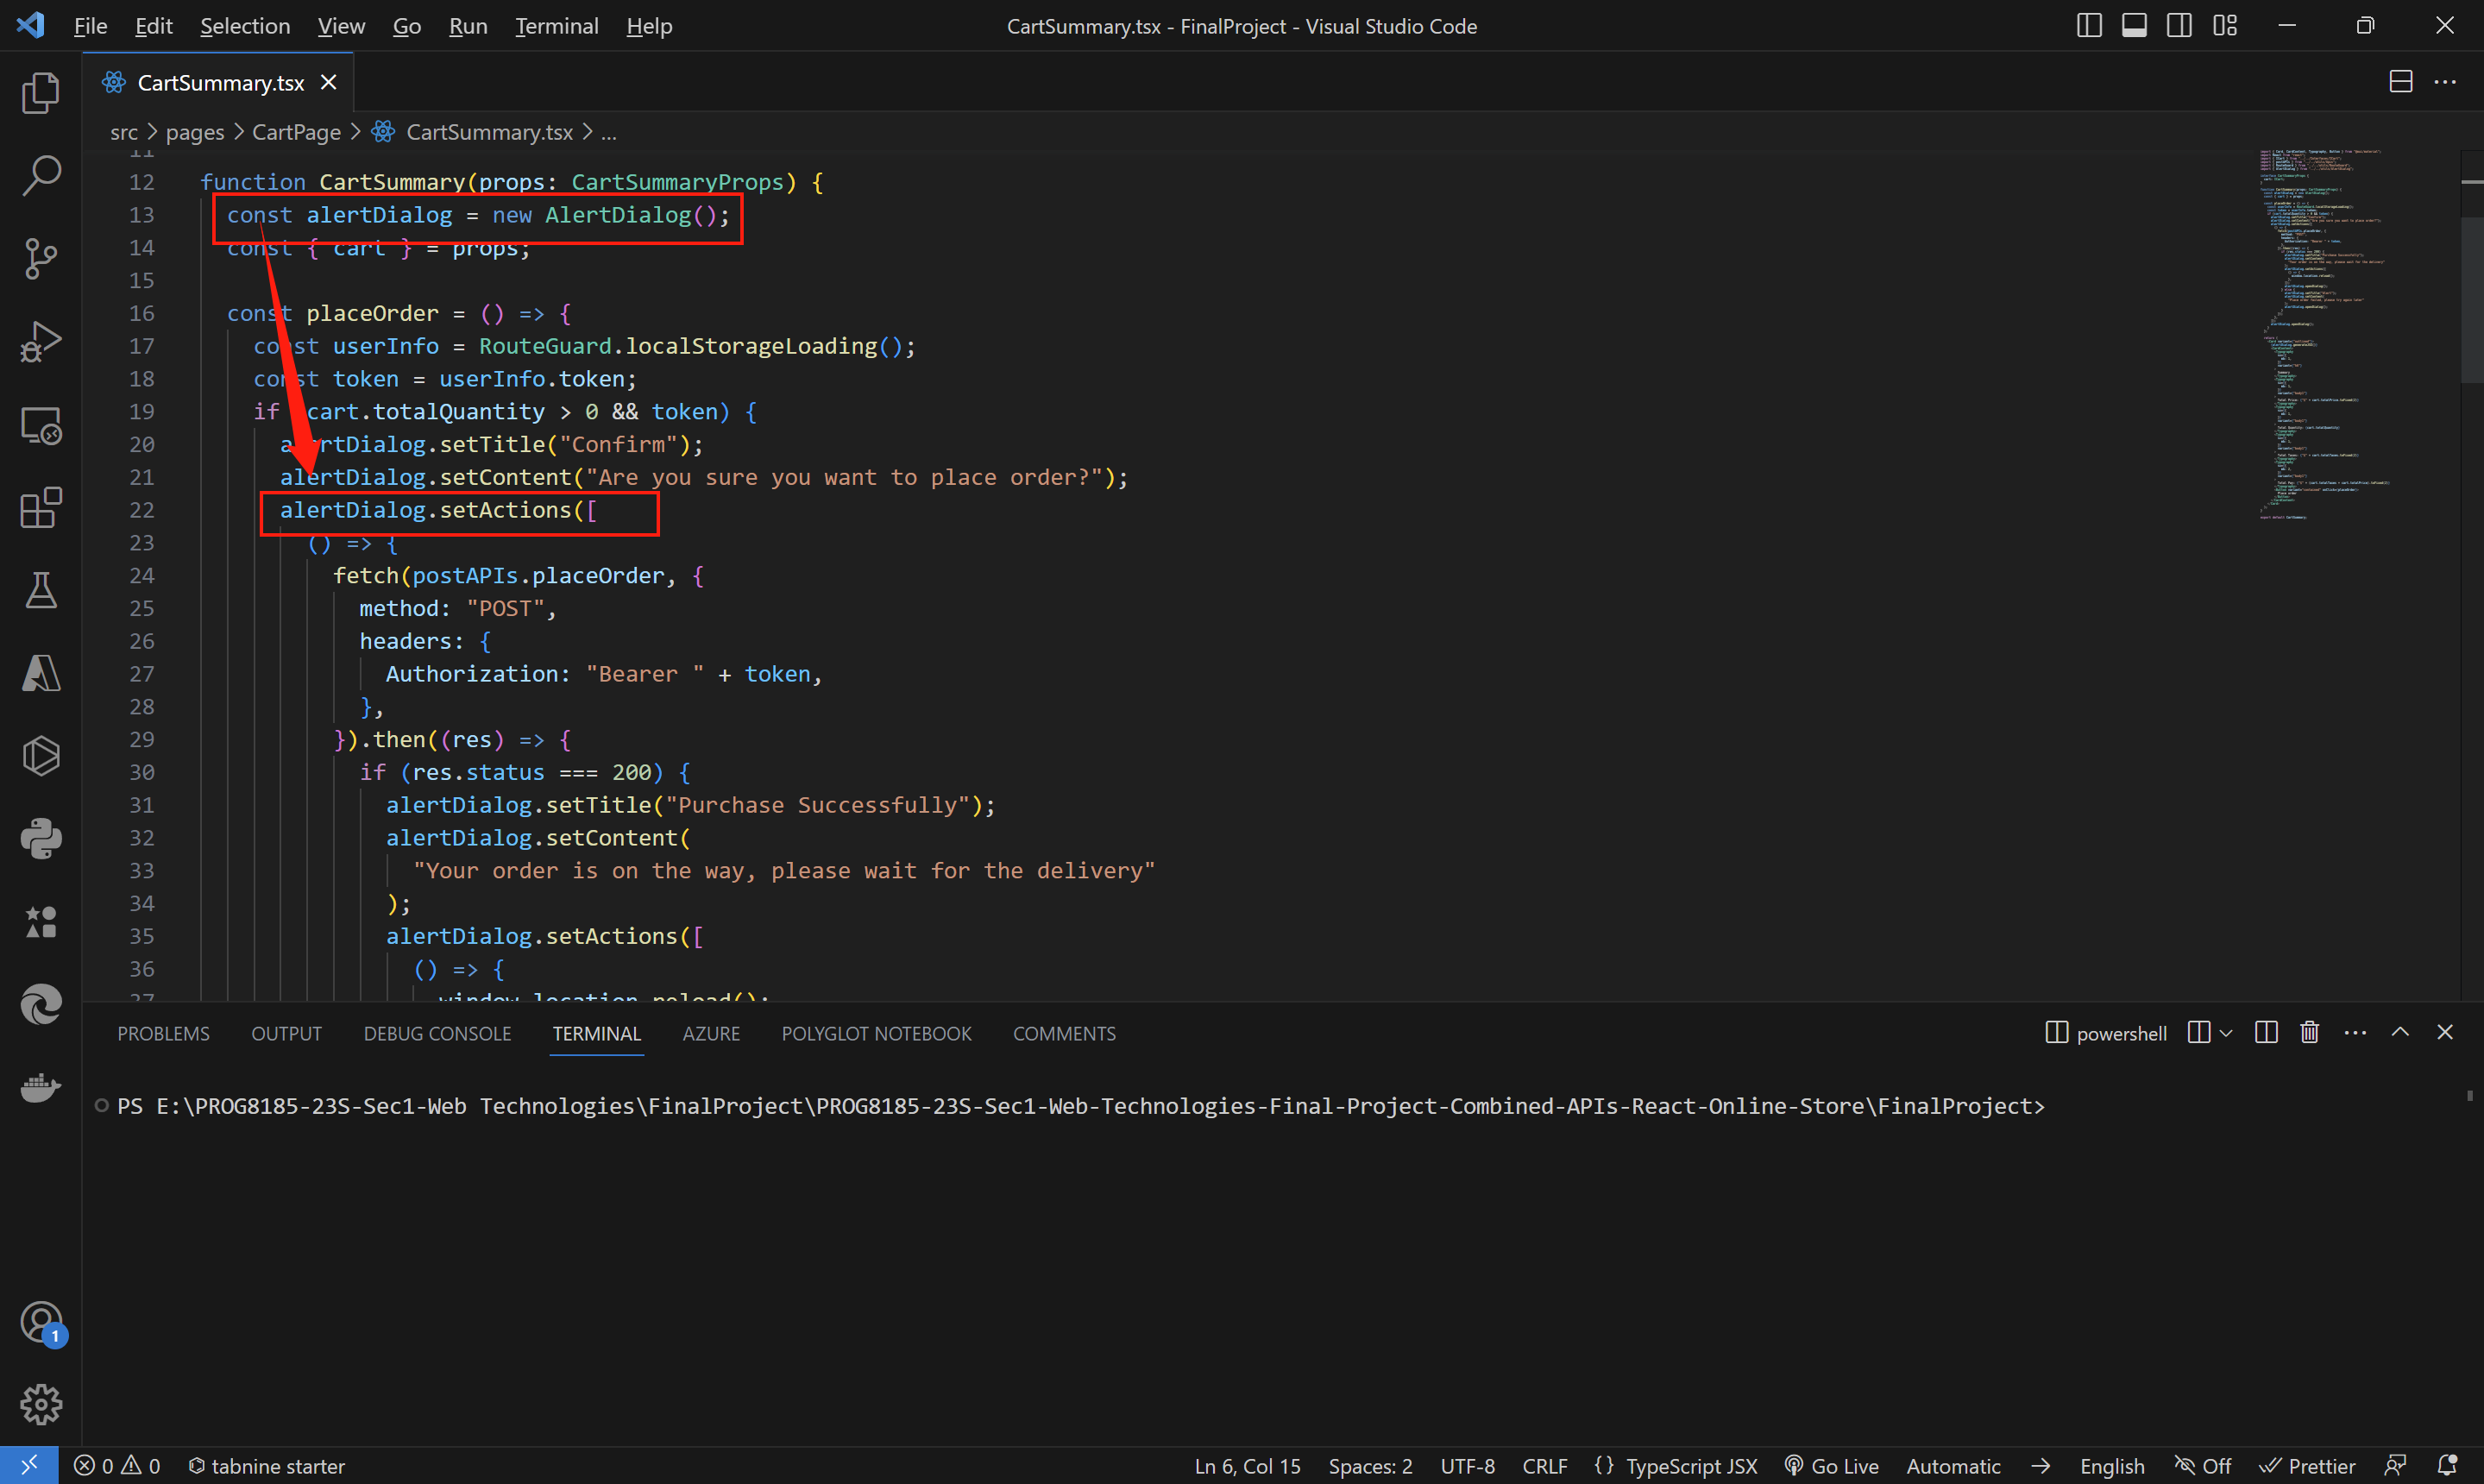 File Edit Selection View Go Run Terminal Help
CartSummary.tsx - FinalProject - Visual Studio Code
CartSummary.tsx
src > pages > CartPage > CartSummary.tsx > ...
11
12 function CartSummary(props: CartSummaryProps) {
13 const alertDialog = new AlertDialog();
14 const { cart } = props;
15
16 const placeOrder = () => {
17 const userInfo = RouteGuard.localStorageLoading();
18 const token = userInfo.token;
19 if (cart.totalQuantity > 0 && token) {
20 alertDialog.setTitle("Confirm");
21 alertDialog.setContent("Are you sure you want to place order?");
22 alertDialog.setActions([
23 () => {
24 fetch(postAPIs.placeOrder, {
25 method: "POST",
26 headers: {
27 Authorization: "Bearer " + token,
28 },
29 }).then((res) => {
30 if (res.status === 200) {
31 alertDialog.setTitle("Purchase Successfully");
32 alertDialog.setContent(
33 "Your order is on the way, please wait for the delivery"
34 );
35 alertDialog.setActions([
36 () => {
37 window.location.reload();
PROBLEMS OUTPUT DEBUG CONSOLE TERMINAL AZURE POLYGLOT NOTEBOOK COMMENTS
powershell
PS E:\PROG8185-23S-Sec1-Web Technologies\FinalProject\PROG8185-23S-Sec1-Web-Technologies-Final-Project-Combined-APIs-React-Online-Store\FinalProject>
1
0 0 tabnine starter
Ln 6, Col 15 Spaces: 2 UTF-8 CRLF {} TypeScript JSX Go Live Automatic → English Off Prettier